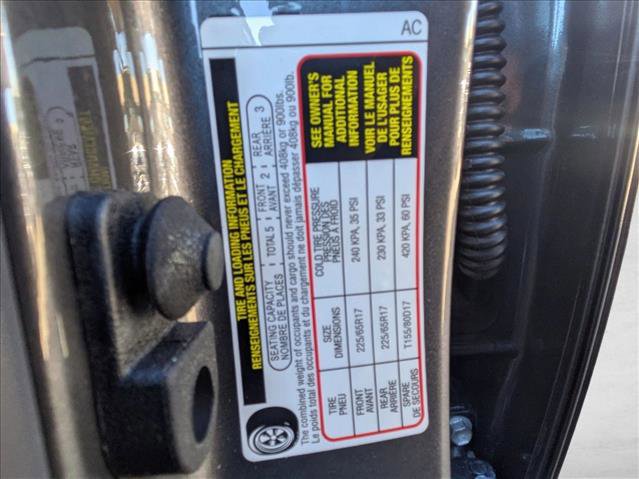 AC
TIRE AND LOADING INFORMATION
RENSEIGNEMENTS SUR LES PNEUS ET LE CHARGEMENT
SEATING CAPACITY TOTAL 5 FRONT 2 REAR 3
NOMBRE DE PLACES AVANT ARRIÈRE
The combined weight of occupants and cargo should never exceed 408kg or 900lbs.
Le poids total des occupants et du chargement ne doit jamais dépasser 408kg ou 900lb.
TIRE SIZE COLD TIRE PRESSURE
PNEU DIMENSIONS PRESSION DES
PNEUS À FROID
FRONT 225/65R17 240 KPA, 35 PSI
AVANT
REAR 225/65R17 230 KPA, 33 PSI
ARRIÈRE
SPARE T155/80D17 420 KPA, 60 PSI
DE SECOURS
SEE OWNER'S
MANUAL FOR
ADDITIONAL
INFORMATION
VOIR LE MANUEL
DE L'USAGER
POUR PLUS DE
RENSEIGNEMENTS